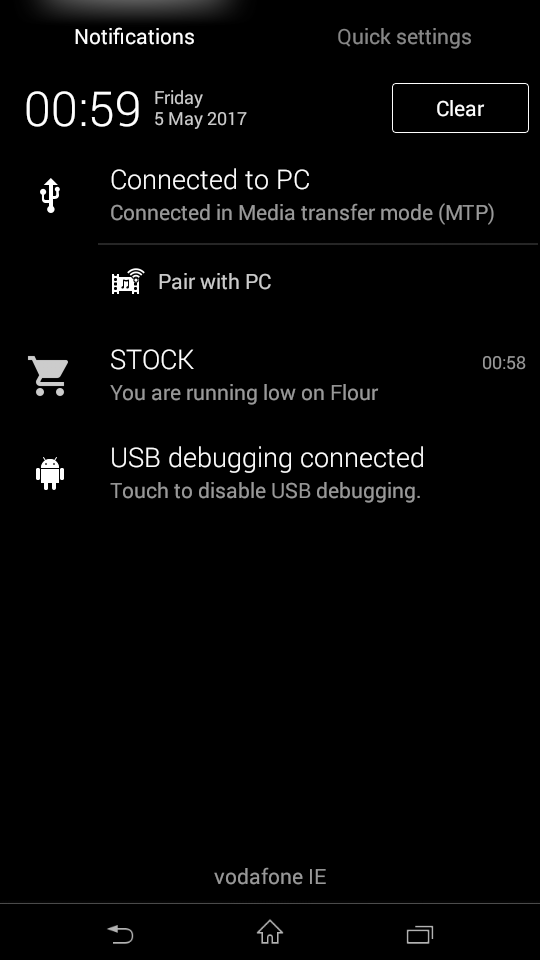 Notifications
Quick settings
00:59
Friday
5 May 2017
Clear
Connected to PC
Connected in Media transfer mode (MTP)
Pair with PC
STOCK
00:58
You are running low on Flour
USB debugging connected
Touch to disable USB debugging.
vodafone IE